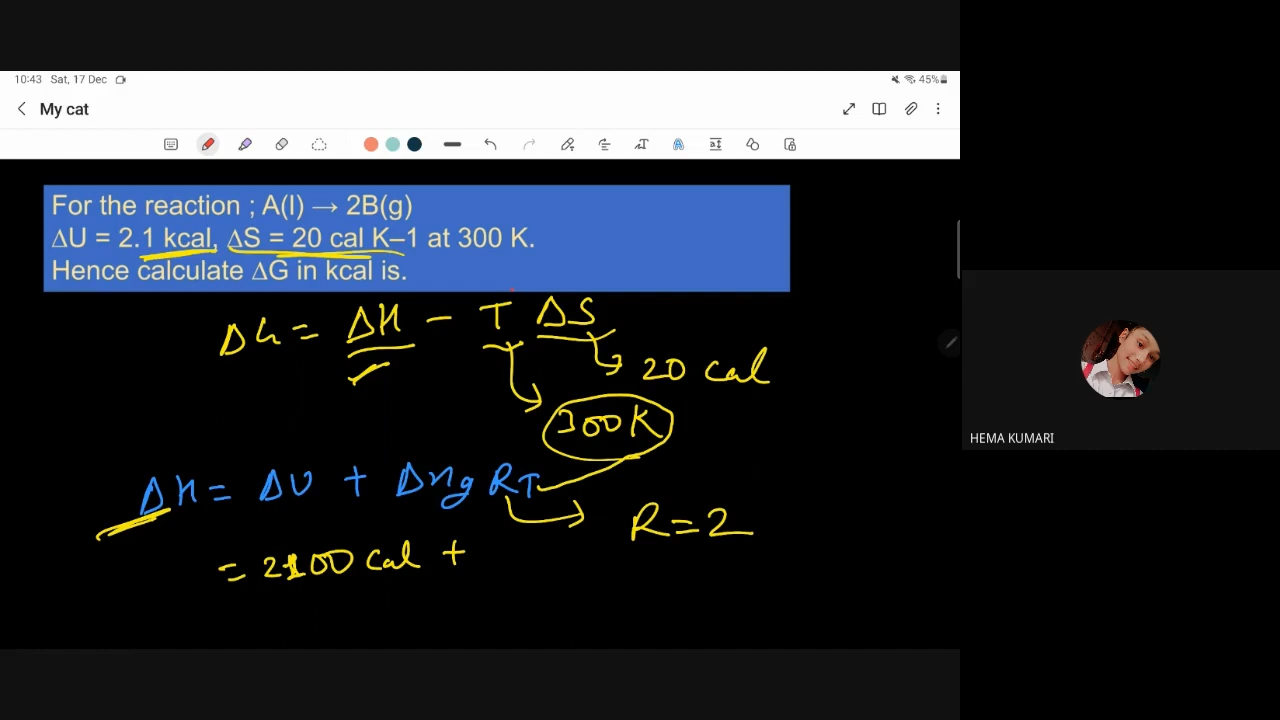 10:43 Sat, 17 Dec
45%
My cat
For the reaction ; A(l) → 2B(g)
ΔU = 2.1 kcal, ΔS = 20 cal K–1 at 300 K.
Hence calculate ΔG in kcal is.
ΔG = ΔH - T ΔS
20 cal
300K
ΔH = ΔU + Δng RT
R=2
= 2100 cal +
HEMA KUMARI